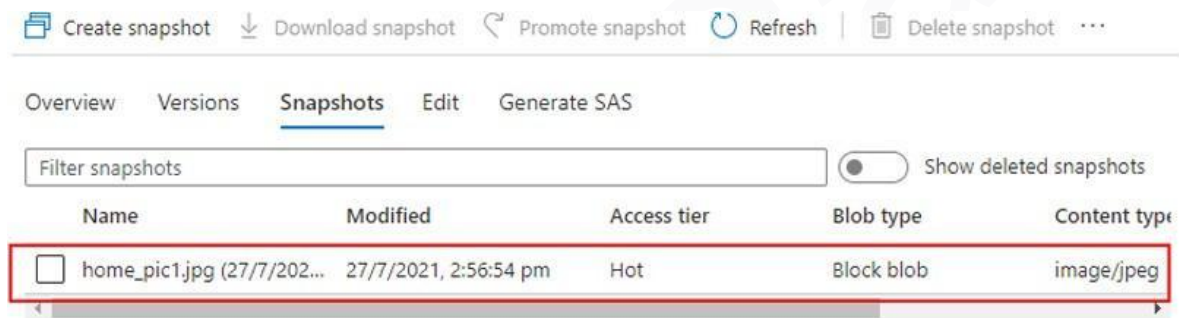 Create snapshot Download snapshot Promote snapshot Refresh Delete snapshot ...
Overview Versions Snapshots Edit Generate SAS
Filter snapshots Show deleted snapshots
Name Modified Access tier Blob type Content type
home_pic1.jpg (27/7/202... 27/7/2021, 2:56:54 pm Hot Block blob image/jpeg